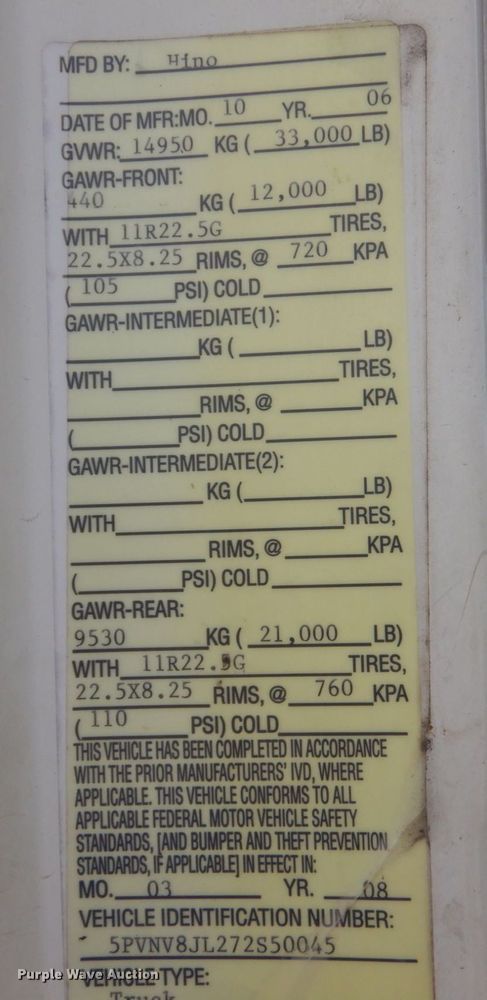 MFD BY: Hino
DATE OF MFR:MO. 10 YR. 06
GVWR: 14950 KG ( 33,000 LB)
GAWR-FRONT:
440 KG ( 12,000 LB)
WITH 11R22.5G TIRES,
22.5X8.25 RIMS, @ 720 KPA
( 105 PSI) COLD
GAWR-INTERMEDIATE(1):
KG ( LB)
WITH TIRES,
RIMS, @ KPA
( PSI) COLD
GAWR-INTERMEDIATE(2):
KG ( LB)
WITH TIRES,
RIMS, @ KPA
( PSI) COLD
GAWR-REAR:
9530 KG ( 21,000 LB)
WITH 11R22.5G TIRES,
22.5X8.25 RIMS, @ 760 KPA
( 110 PSI) COLD
THIS VEHICLE HAS BEEN COMPLETED IN ACCORDANCE
WITH THE PRIOR MANUFACTURERS' IVD, WHERE
APPLICABLE. THIS VEHICLE CONFORMS TO ALL
APPLICABLE FEDERAL MOTOR VEHICLE SAFETY
STANDARDS, [AND BUMPER AND THEFT PREVENTION
STANDARDS, IF APPLICABLE] IN EFFECT IN:
MO. 03 YR. 08
VEHICLE IDENTIFICATION NUMBER:
5PVNV8JL272S50045
Purple Wave Auction
VEHICLE TYPE:
Truck